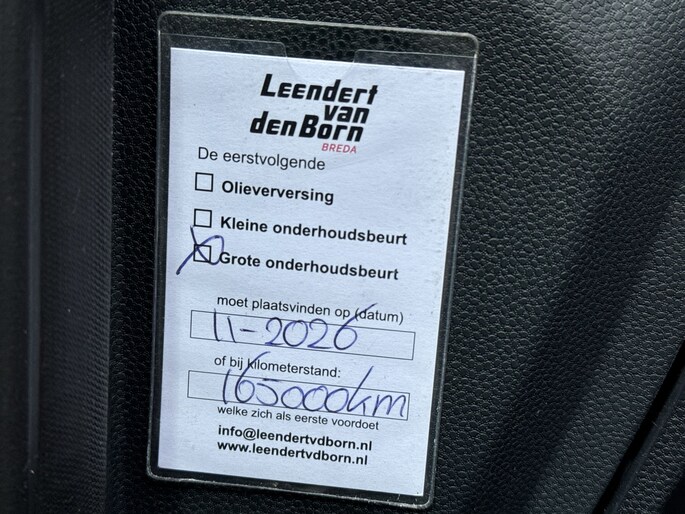 Leendert
van
den Born
BREDA
De eerstvolgende
Olieverversing
Kleine onderhoudsbeurt
Grote onderhoudsbeurt
moet plaatsvinden op (datum)
11-2026
of bij kilometerstand:
165000km
welke zich als eerste voordoet
info@leendertvdborn.nl
www.leendertvdborn.nl